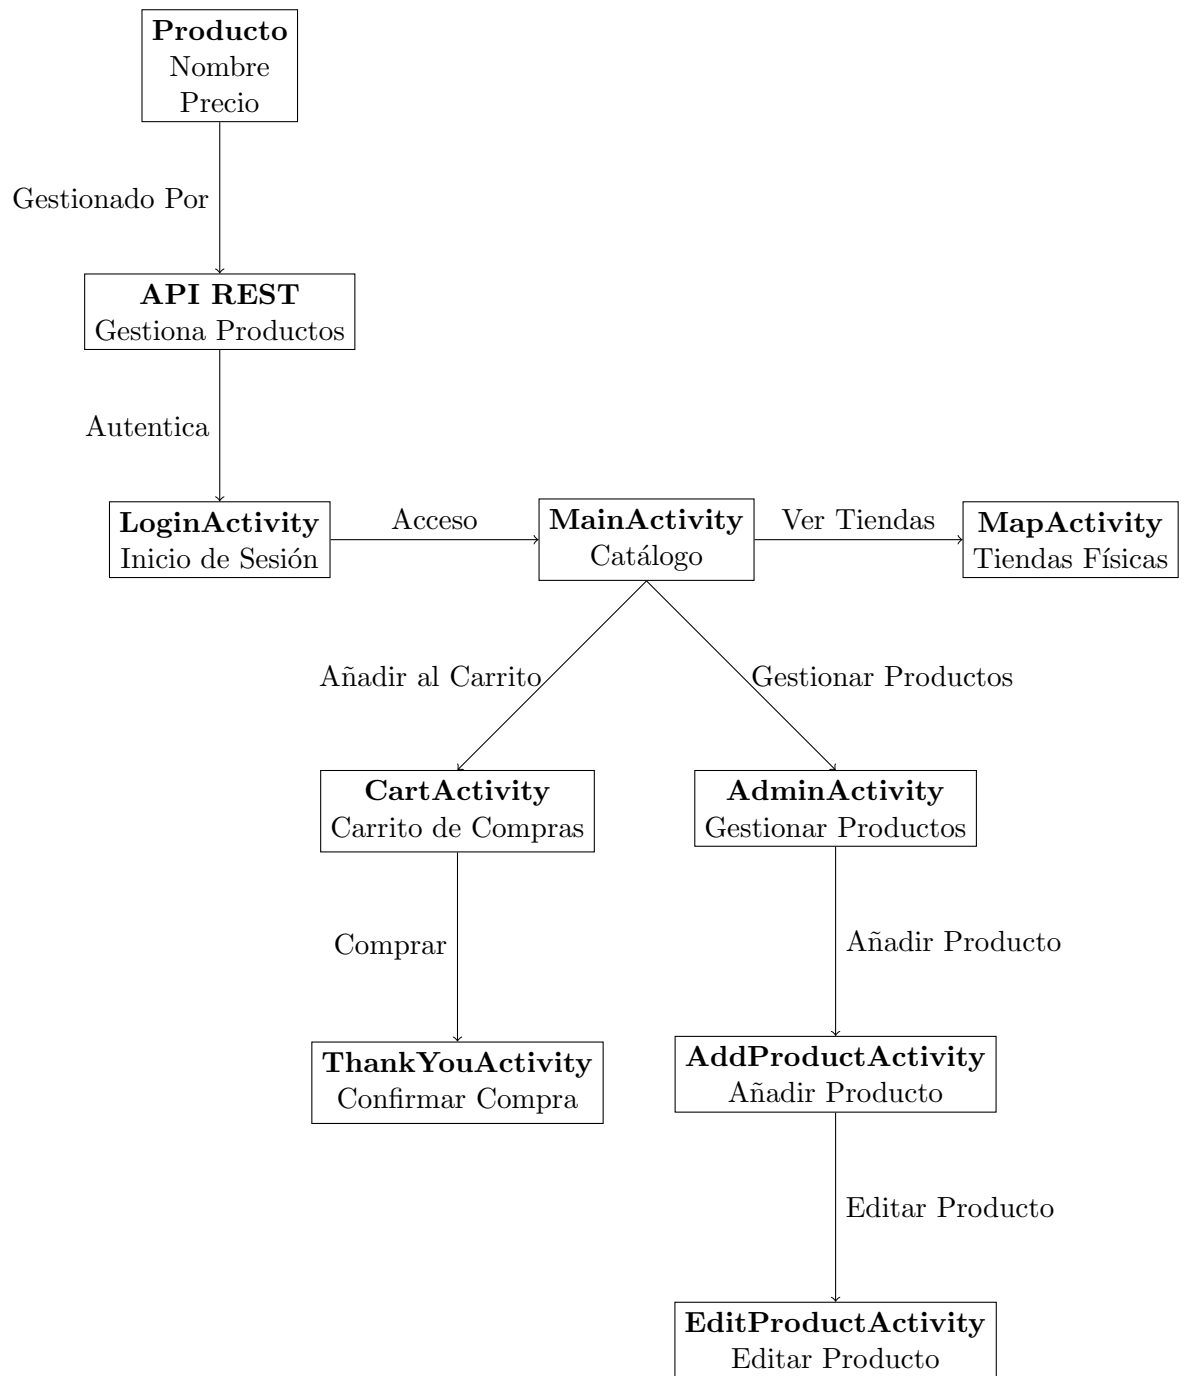 Producto
Nombre
Precio
Gestionado Por
API REST
Gestiona Productos
Autentica
LoginActivity
Inicio de Sesión
Acceso
MainActivity
Catálogo
Ver Tiendas
MapActivity
Tiendas Físicas
Añadir al Carrito
Gestionar Productos
CartActivity
Carrito de Compras
AdminActivity
Gestionar Productos
Comprar
Añadir Producto
ThankYouActivity
Confirmar Compra
AddProductActivity
Añadir Producto
Editar Producto
EditProductActivity
Editar Producto